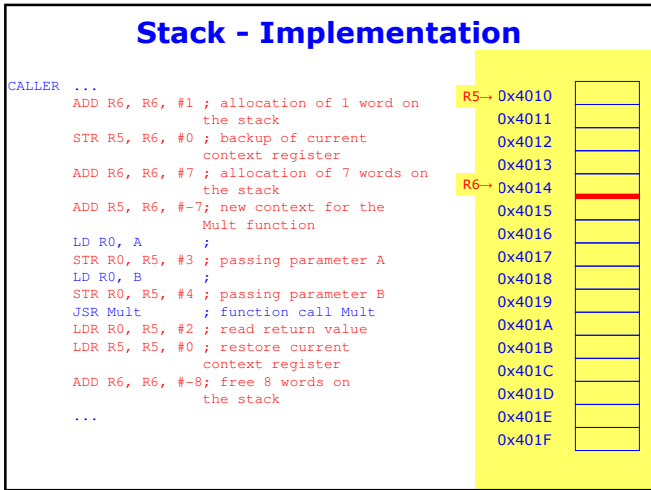 Stack - Implementation
CALLER ...
ADD R6, R6, #1 ; allocation of 1 word on
the stack
STR R5, R6, #0 ; backup of current
context register
ADD R6, R6, #7 ; allocation of 7 words on
the stack
ADD R5, R6, #-7; new context for the
Mult function
LD R0, A ;
STR R0, R5, #3 ; passing parameter A
LD R0, B ;
STR R0, R5, #4 ; passing parameter B
JSR Mult ; function call Mult
LDR R0, R5, #2 ; read return value
LDR R5, R5, #0 ; restore current
context register
ADD R6, R6, #-8; free 8 words on
the stack
...
R5→ 0x4010
0x4011
0x4012
0x4013
R6→ 0x4014
0x4015
0x4016
0x4017
0x4018
0x4019
0x401A
0x401B
0x401C
0x401D
0x401E
0x401F